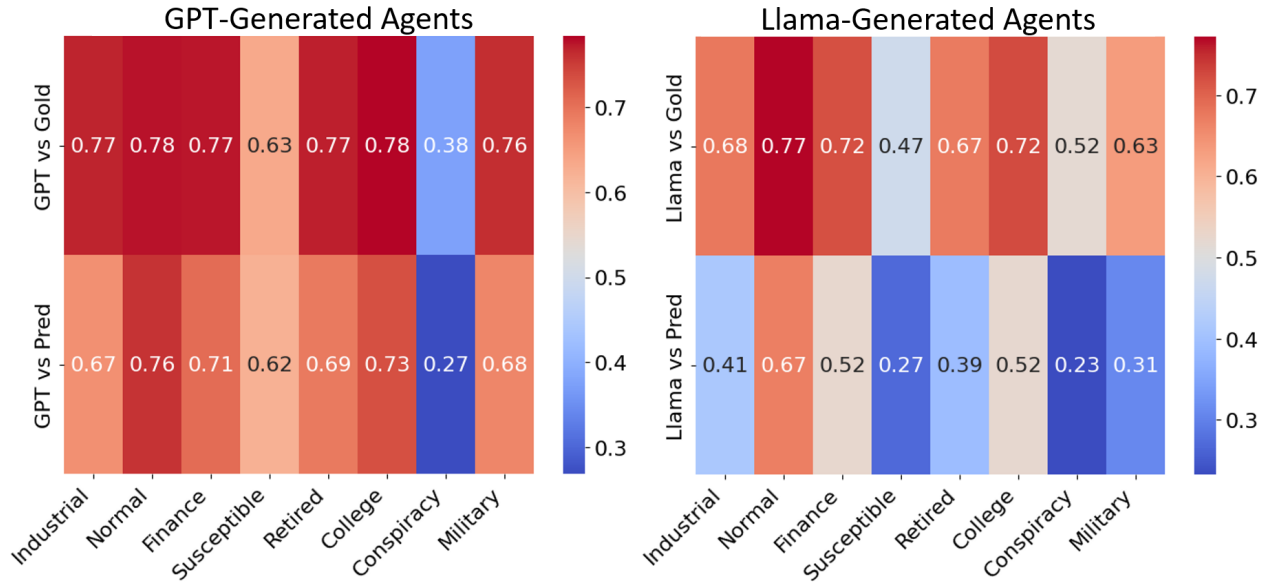 GPT-Generated Agents
GPT vs Gold
0.77 0.78 0.77 0.63 0.77 0.78 0.38 0.76
GPT vs Pred
0.67 0.76 0.71 0.62 0.69 0.73 0.27 0.68
Industrial Normal Finance Susceptible Retired College Conspiracy Military
0.7
0.6
0.5
0.4
0.3
Llama-Generated Agents
Llama vs Gold
0.68 0.77 0.72 0.47 0.67 0.72 0.52 0.63
Llama vs Pred
0.41 0.67 0.52 0.27 0.39 0.52 0.23 0.31
Industrial Normal Finance Susceptible Retired College Conspiracy Military
0.7
0.6
0.5
0.4
0.3